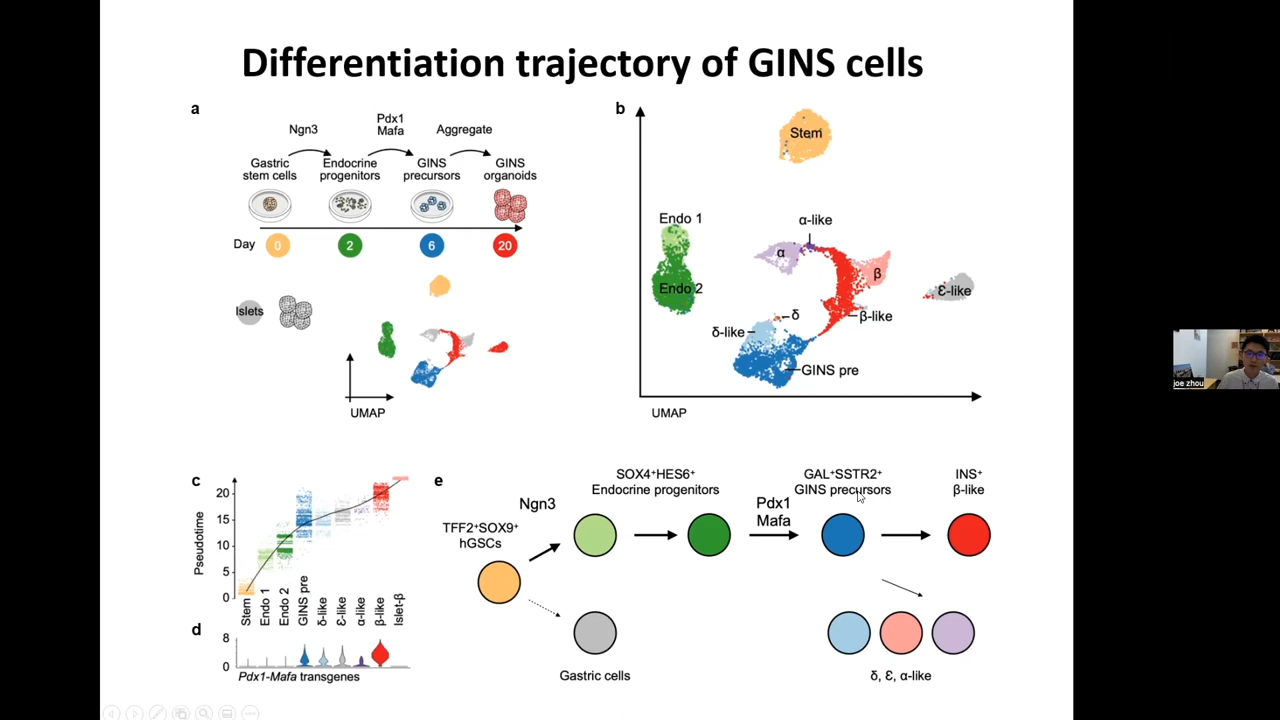 Differentiation trajectory of GINS cells
a
Ngn3
Pdx1
Mafa
Aggregate
Gastric
stem cells
Endocrine
progenitors
GINS
precursors
GINS
organoids
Day
0
2
6
20
Islets
UMAP
b
Stem
Endo 1
Endo 2
α-like
α
β
Ɛ-like
β-like
δ
δ-like
GINS pre
UMAP
c
Pseudotime
20
15
10
5
0
Stem
Endo 1
Endo 2
GINS pre
δ-like
Ɛ-like
α-like
β-like
Islet-β
d
8
0
Pdx1-Mafa transgenes
e
TFF2⁺SOX9⁺
hGSCs
Ngn3
SOX4⁺HES6⁺
Endocrine progenitors
Pdx1
Mafa
GAL⁺SSTR2⁺
GINS precursors
INS⁺
β-like
Gastric cells
δ, Ɛ, α-like
joe zhou